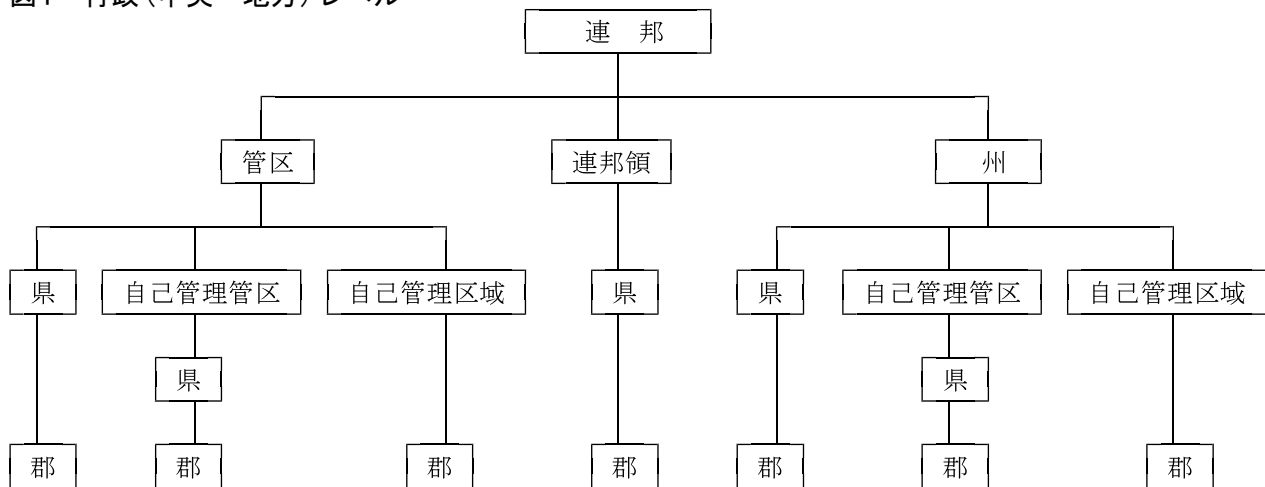 図1 行政（中央・地方）レベル
連 邦
管区 連邦領 州
県 自己管理管区 自己管理区域 県 県 自己管理管区 自己管理区域
県 県
郡 郡 郡 郡 郡 郡 郡